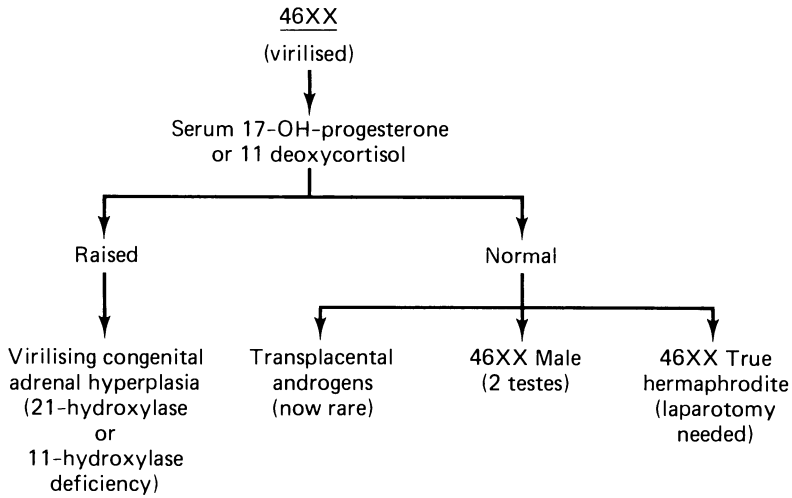 46XX
(virilised)
Serum 17-OH-progesterone
or 11 deoxycortisol
Raised
Normal
Virilising congenital
adrenal hyperplasia
(21-hydroxylase
or
11-hydroxylase
deficiency)
Transplacental
androgens
(now rare)
46XX Male
(2 testes)
46XX True
hermaphrodite
(laparotomy
needed)